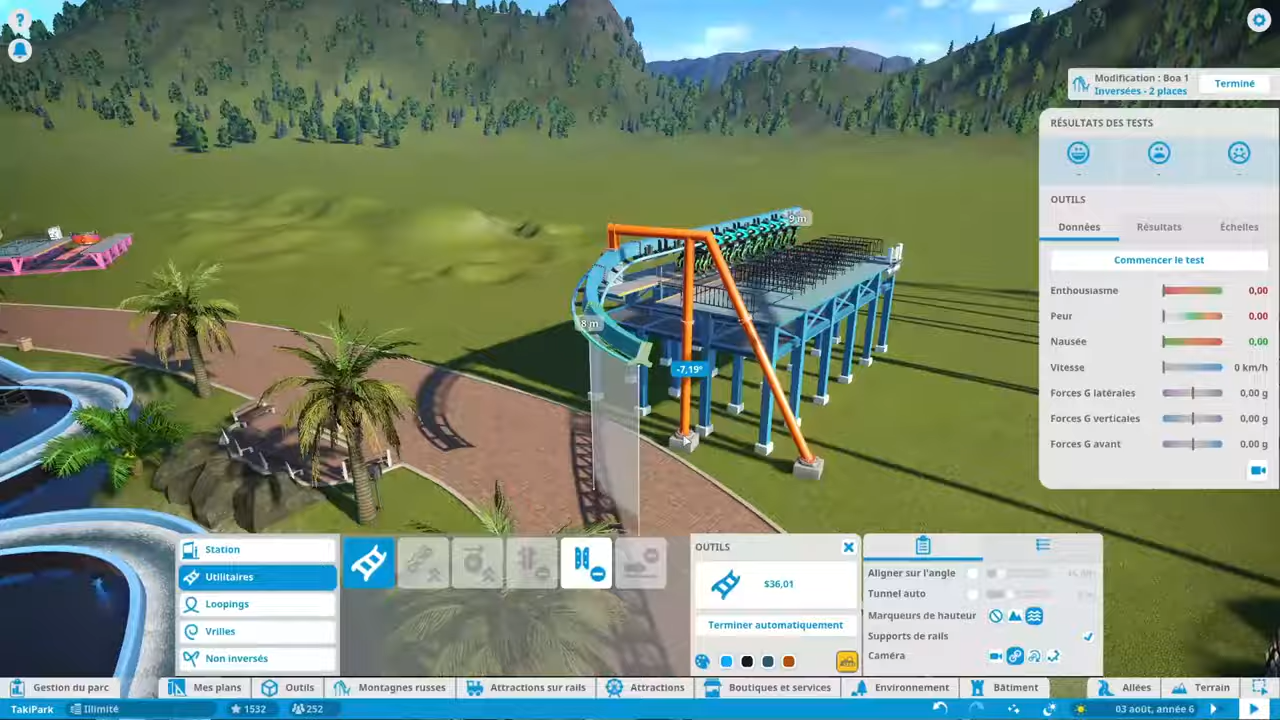 ?
Modification : Boa 1
Inversées - 2 places
Terminé
RÉSULTATS DES TESTS
- - -
OUTILS
Données Résultats Échelles
Commencer le test
Enthousiasme 0,00
Peur 0,00
Nausée 0,00
Vitesse 0 km/h
Forces G latérales 0,00 g
Forces G verticales 0,00 g
Forces G avant 0,00 g
9 m
8 m
-7,19°
Station
Utilitaires
Loopings
Vrilles
Non inversés
OUTILS
$36,01
Terminer automatiquement
Aligner sur l'angle
Tunnel auto
Marqueurs de hauteur
Supports de rails
Caméra
Gestion du parc Mes plans Outils Montagnes russes Attractions sur rails Attractions Boutiques et services Environnement Bâtiment Allées Terrain
TakiPark Illimité 1532 252 03 août, année 6